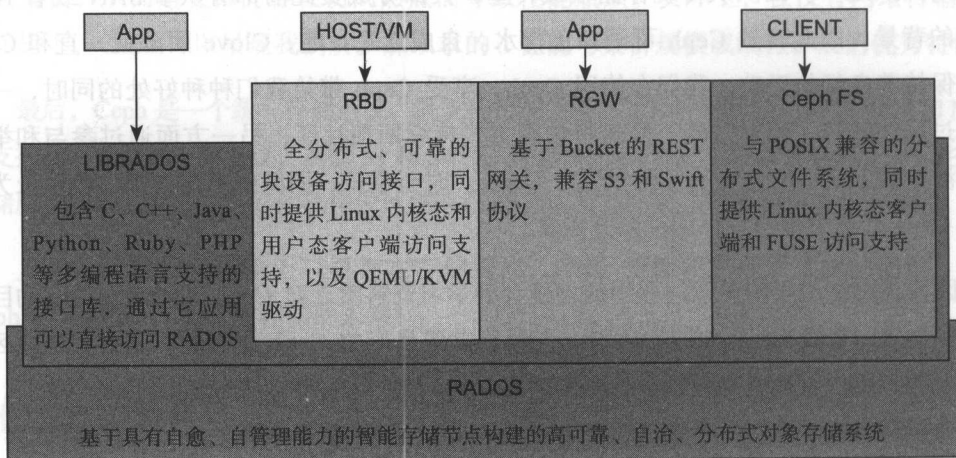 App
HOST/VM
App
CLIENT
LIBRADOS
包含 C、C++、Java、
Python、Ruby、PHP
等多编程语言支持的
接口库，通过它应用
可以直接访问 RADOS
RBD
全分布式、可靠的
块设备访问接口，同
时提供 Linux 内核态和
用户态客户端访问支
持，以及 QEMU/KVM
驱动
RGW
基于 Bucket 的 REST
网关，兼容 S3 和 Swift
协议
Ceph FS
与 POSIX 兼容的分
布式文件系统，同时
提供 Linux 内核态客户
端和 FUSE 访问支持
RADOS
基于具有自愈、自管理能力的智能存储节点构建的高可靠、自治、分布式对象存储系统